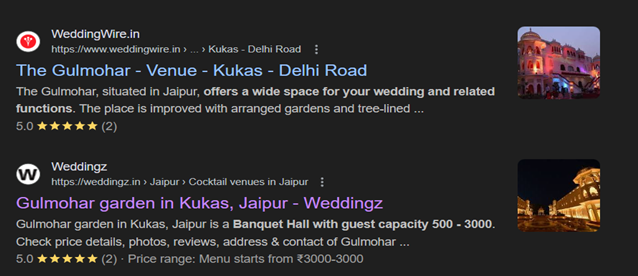 WeddingWire.in
https://www.weddingwire.in › ... › Kukas - Delhi Road
The Gulmohar - Venue - Kukas - Delhi Road
The Gulmohar, situated in Jaipur, offers a wide space for your wedding and related
functions. The place is improved with arranged gardens and tree-lined ...
5.0 ★★★★★ (2)
W
Weddingz
https://weddingz.in › Jaipur › Cocktail venues in Jaipur
Gulmohar garden in Kukas, Jaipur - Weddingz
Gulmohar garden in Kukas, Jaipur is a Banquet Hall with guest capacity 500 - 3000.
Check price details, photos, reviews, address & contact of Gulmohar ...
5.0 ★★★★★ (2) · Price range: Menu starts from ₹3000-3000